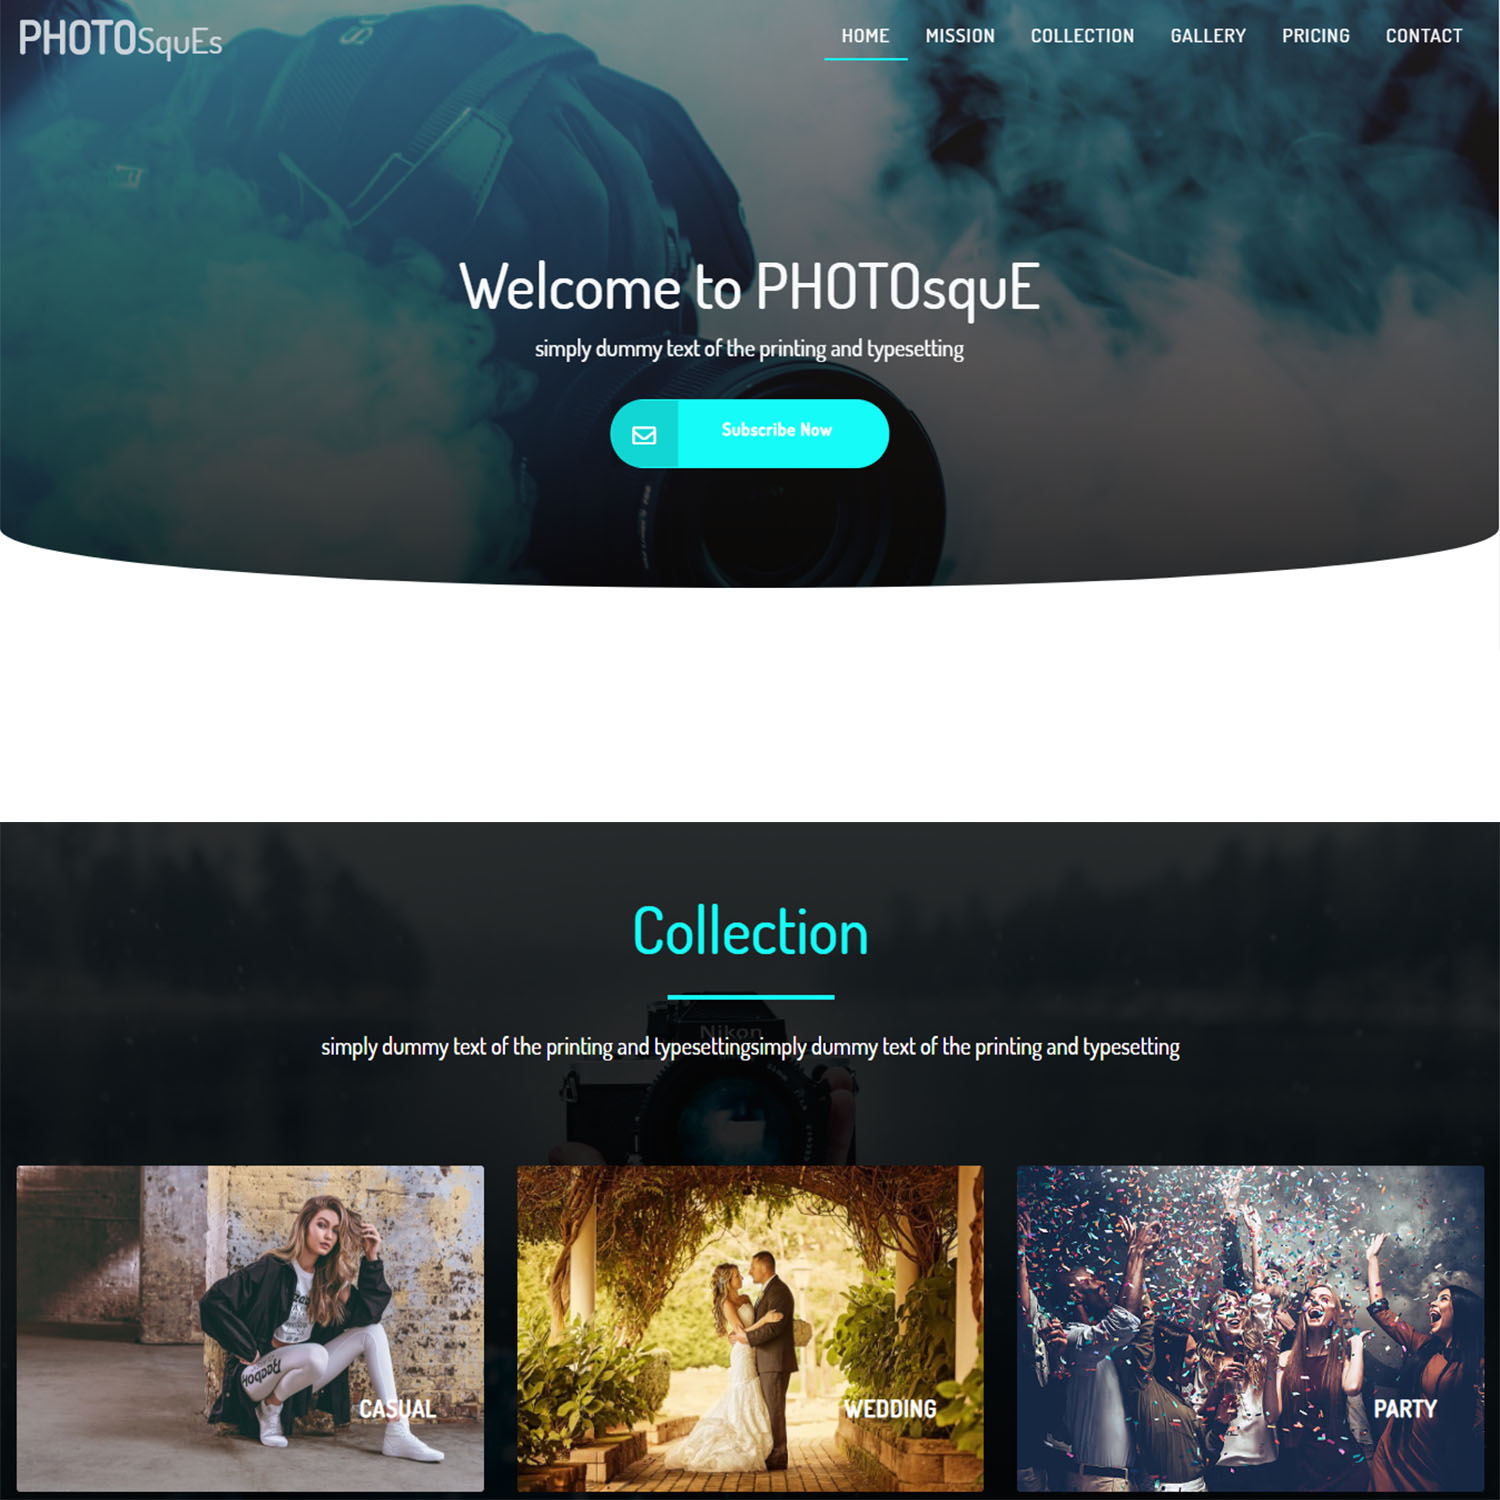 PHOTOSquEs
HOME MISSION COLLECTION GALLERY PRICING CONTACT
Welcome to PHOTOsquE
simply dummy text of the printing and typesetting
Subscribe Now
Collection
Nikon
simply dummy text of the printing and typesettingsimply dummy text of the printing and typesetting
Reebok
CASUAL WEDDING PARTY